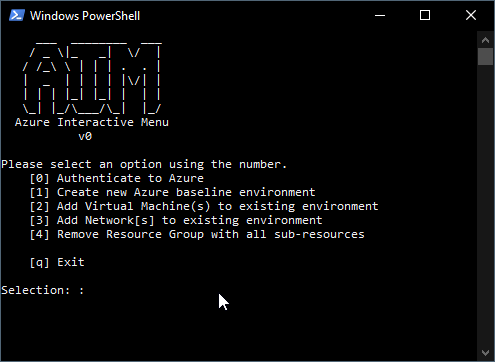 Windows PowerShell
AIM
Azure Interactive Menu
v0
Please select an option using the number.
[0] Authenticate to Azure
[1] Create new Azure baseline environment
[2] Add Virtual Machine(s) to existing environment
[3] Add Network[s] to existing environment
[4] Remove Resource Group with all sub-resources
[q] Exit
Selection: :